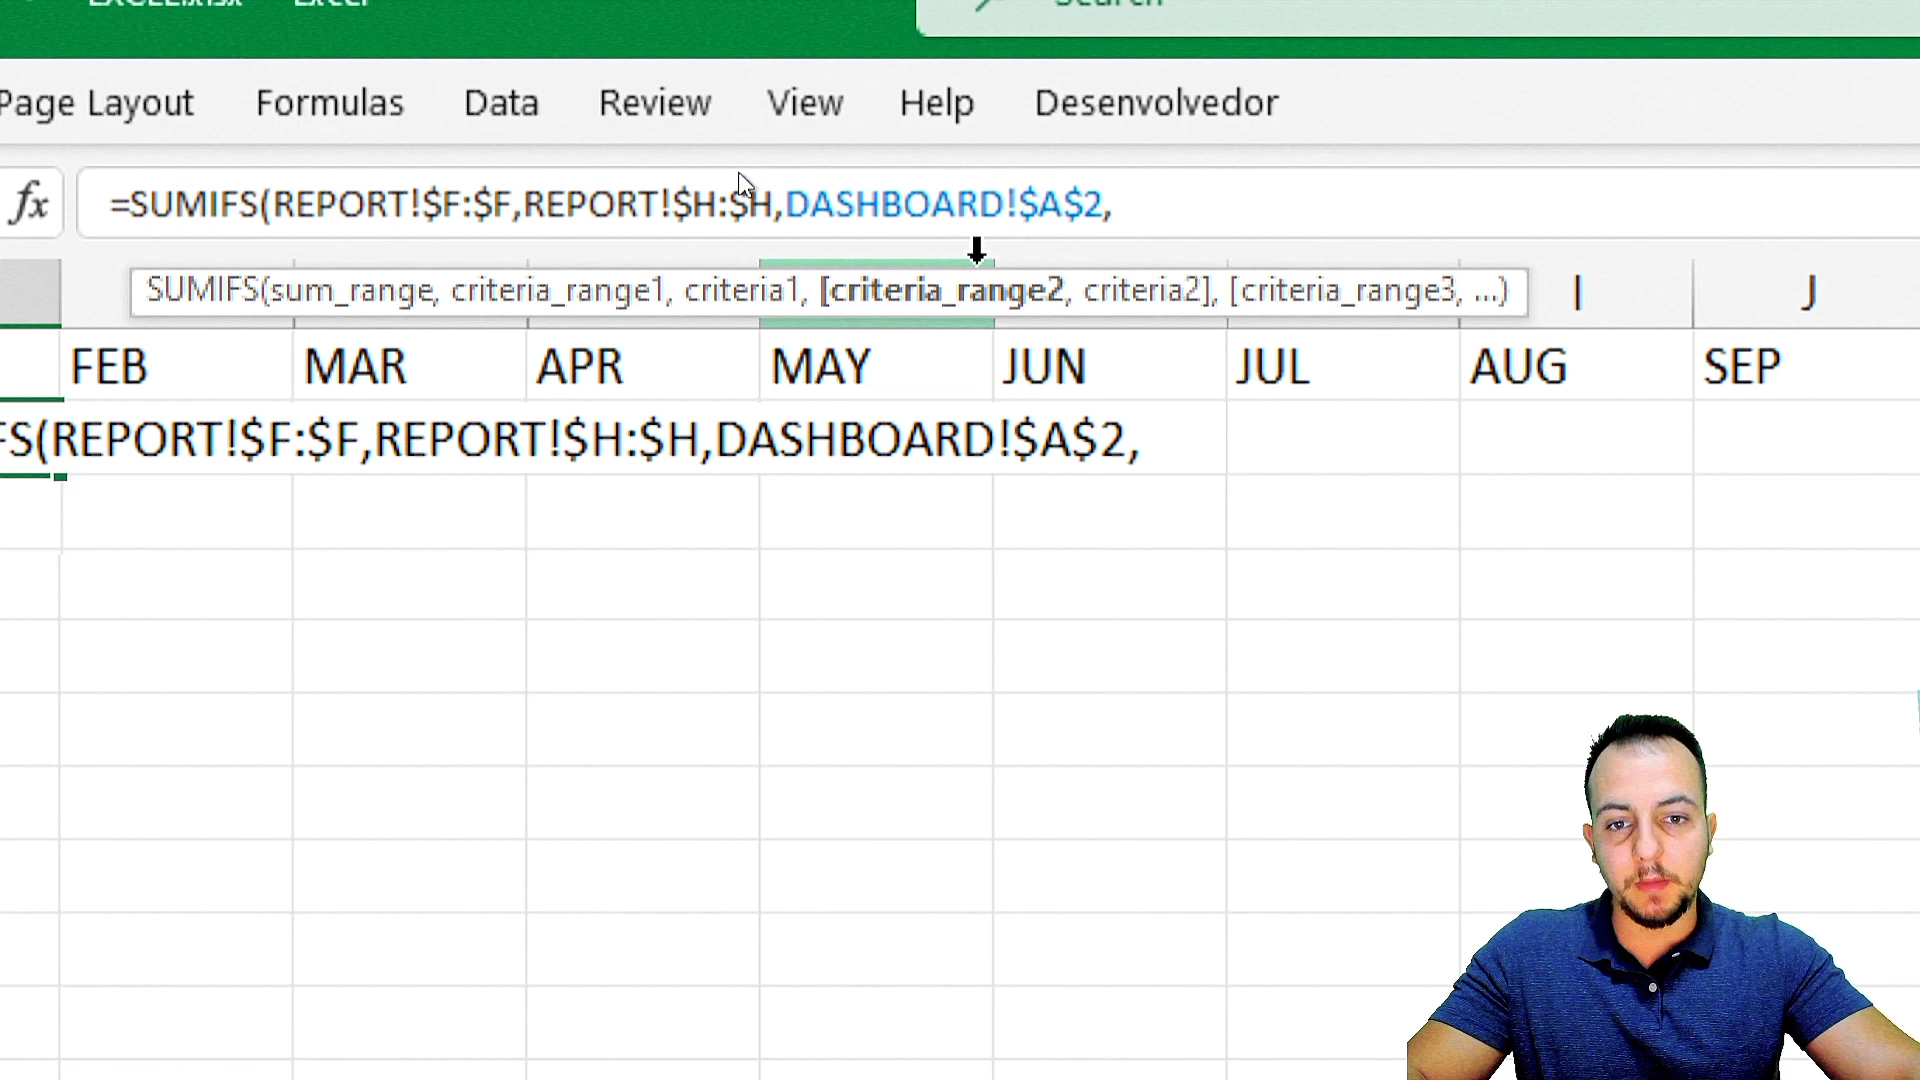 Page Layout Formulas Data Review View Help Desenvolvedor
fx =SUMIFS(REPORT!$F:$F,REPORT!$H:$H,DASHBOARD!$A$2,
SUMIFS(sum_range, criteria_range1, criteria1, [criteria_range2, criteria2], [criteria_range3, ...) I J
FEB MAR APR MAY JUN JUL AUG SEP
FS(REPORT!$F:$F,REPORT!$H:$H,DASHBOARD!$A$2,